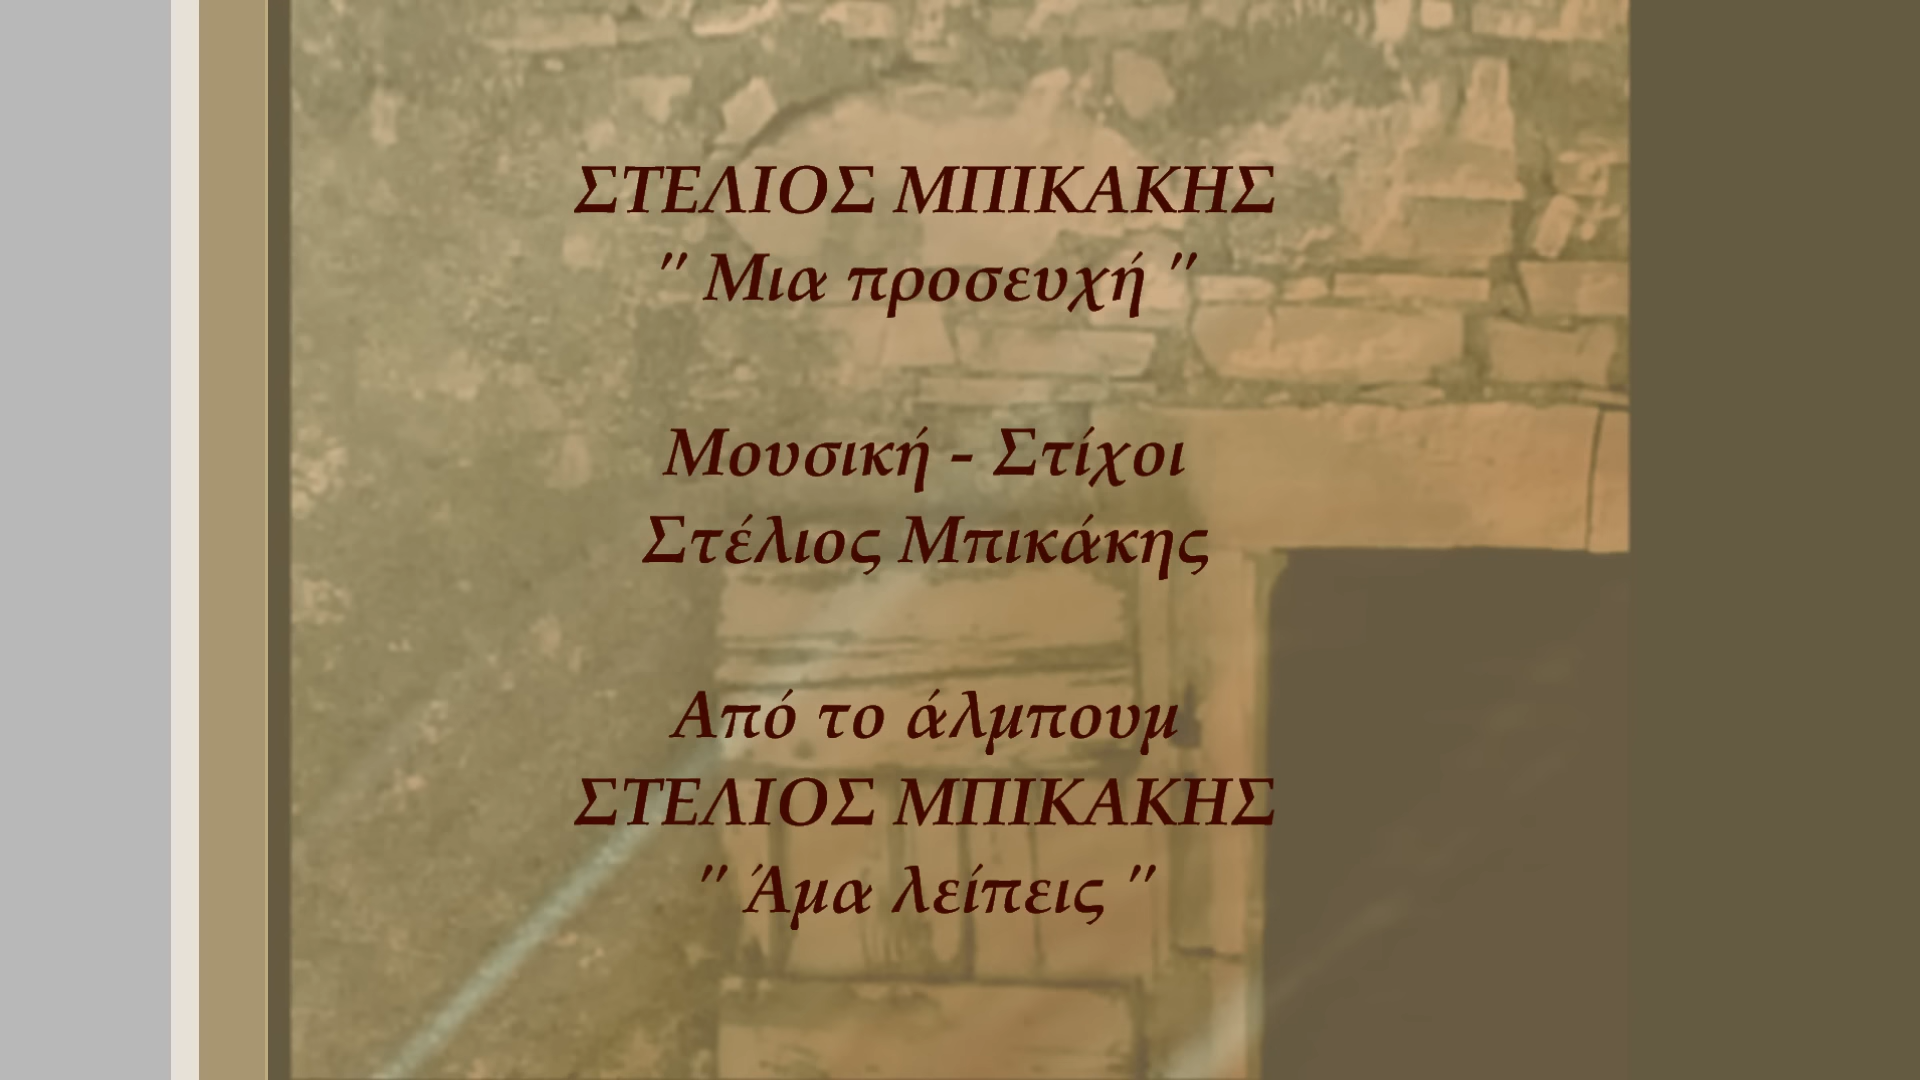 ΣΤΕΛΙΟΣ ΜΠΙΚΑΚΗΣ
" Μια προσευχή "
Μουσική - Στίχοι
Στέλιος Μπικάκης
Από το άλμπουμ
ΣΤΕΛΙΟΣ ΜΠΙΚΑΚΗΣ
" Άμα λείπεις "